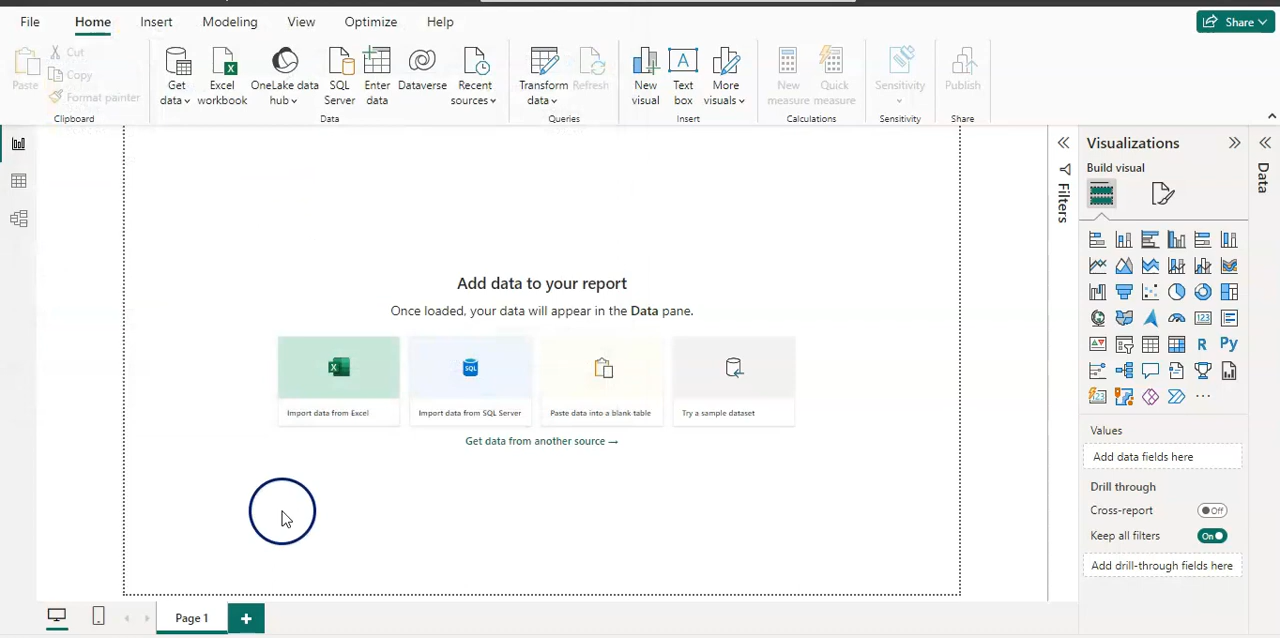 File Home Insert Modeling View Optimize Help Share
Paste Cut Copy Format painter
Clipboard
Get data Excel workbook OneLake data hub SQL Server Enter data Dataverse Recent sources
Data
Transform data Refresh
Queries
New visual Text box More visuals
Insert
New measure Quick measure
Calculations
Sensitivity
Sensitivity
Publish
Share
Add data to your report
Once loaded, your data will appear in the Data pane.
Import data from Excel Import data from SQL Server Paste data into a blank table Try a sample dataset
SQL
Get data from another source →
Filters
Visualizations
Build visual
123
R Py
123
Values
Add data fields here
Drill through
Cross-report Off
Keep all filters On
Add drill-through fields here
Data
Page 1